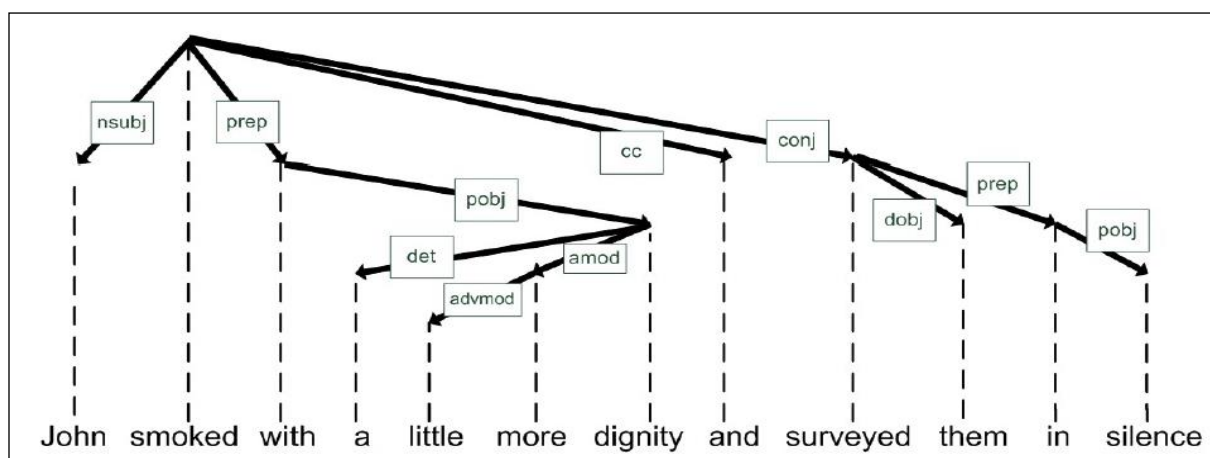 nsubj
prep
cc
conj
pobj
prep
dobj
pobj
det
amod
advmod
John smoked with a little more dignity and surveyed them in silence